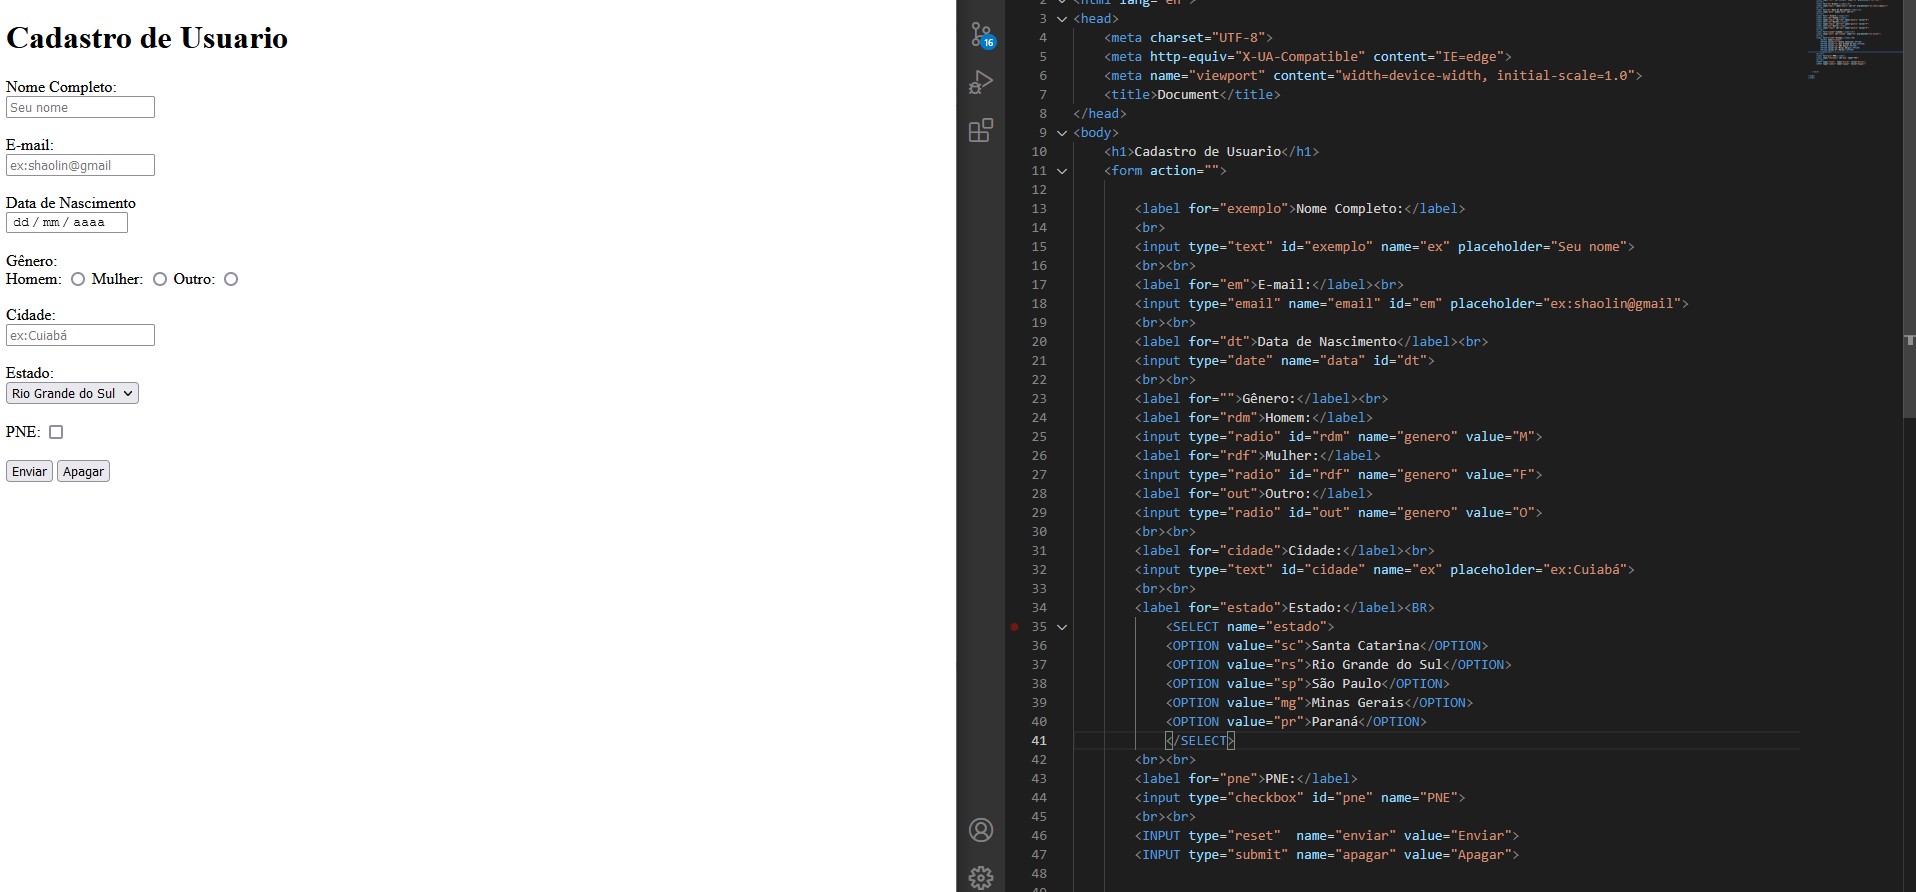 Cadastro de Usuario
Nome Completo:
Seu nome
E-mail:
ex:shaolin@gmail
Data de Nascimento
dd / mm / aaaa
Gênero:
Homem: Mulher: Outro:
Cidade:
ex:Cuiabá
Estado:
Rio Grande do Sul
PNE:
Enviar Apagar
16
2 <html lang="en">
3 <head>
4 <meta charset="UTF-8">
5 <meta http-equiv="X-UA-Compatible" content="IE=edge">
6 <meta name="viewport" content="width=device-width, initial-scale=1.0">
7 <title>Document</title>
8 </head>
9 <body>
10 <h1>Cadastro de Usuario</h1>
11 <form action="">
12
13 <label for="exemplo">Nome Completo:</label>
14 <br>
15 <input type="text" id="exemplo" name="ex" placeholder="Seu nome">
16 <br><br>
17 <label for="em">E-mail:</label><br>
18 <input type="email" name="email" id="em" placeholder="ex:shaolin@gmail">
19 <br><br>
20 <label for="dt">Data de Nascimento</label><br>
21 <input type="date" name="data" id="dt">
22 <br><br>
23 <label for="">Gênero:</label><br>
24 <label for="rdm">Homem:</label>
25 <input type="radio" id="rdm" name="genero" value="M">
26 <label for="rdf">Mulher:</label>
27 <input type="radio" id="rdf" name="genero" value="F">
28 <label for="out">Outro:</label>
29 <input type="radio" id="out" name="genero" value="O">
30 <br><br>
31 <label for="cidade">Cidade:</label><br>
32 <input type="text" id="cidade" name="ex" placeholder="ex:Cuiabá">
33 <br><br>
34 <label for="estado">Estado:</label><BR>
35 <SELECT name="estado">
36 <OPTION value="sc">Santa Catarina</OPTION>
37 <OPTION value="rs">Rio Grande do Sul</OPTION>
38 <OPTION value="sp">São Paulo</OPTION>
39 <OPTION value="mg">Minas Gerais</OPTION>
40 <OPTION value="pr">Paraná</OPTION>
41 </SELECT>
42 <br><br>
43 <label for="pne">PNE:</label>
44 <input type="checkbox" id="pne" name="PNE">
45 <br><br>
46 <INPUT type="reset"  name="enviar" value="Enviar">
47 <INPUT type="submit" name="apagar" value="Apagar">
48